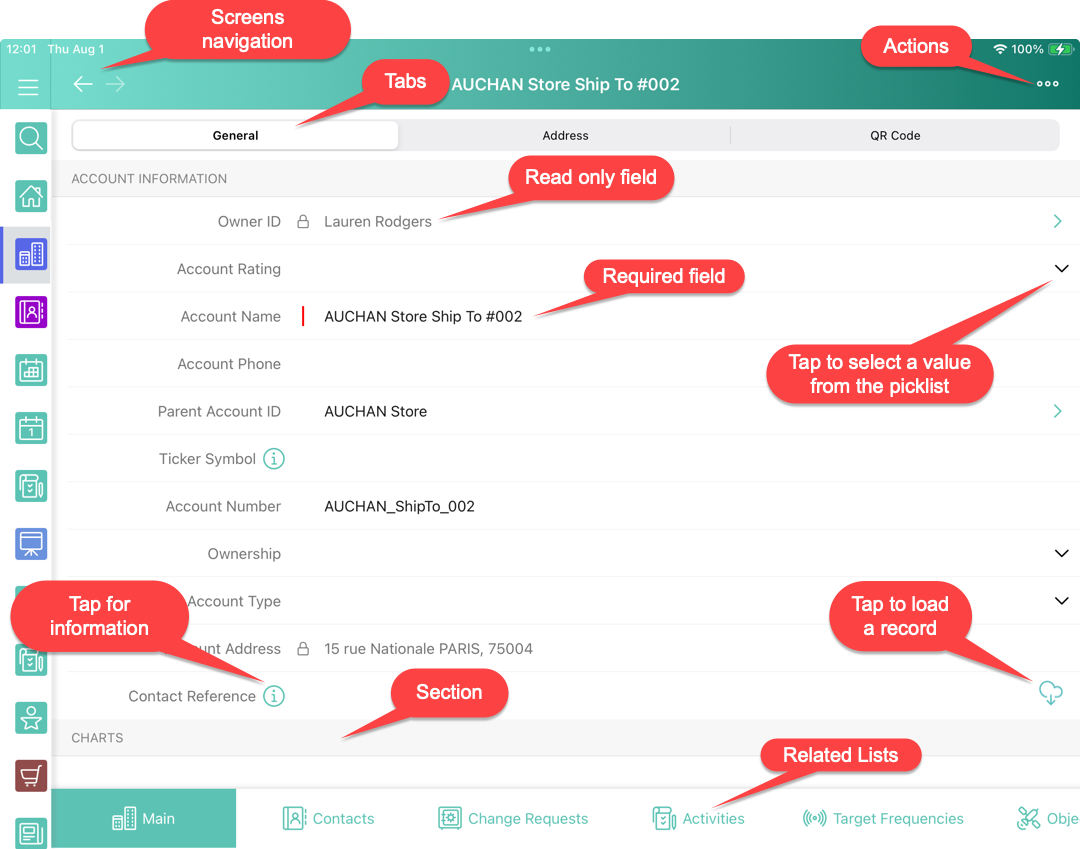 Screens
navigation
12:01 Thu Aug 1
Actions
100%
Tabs
AUCHAN Store Ship To #002
General
Address
QR Code
ACCOUNT INFORMATION
Read only field
Owner ID
Lauren Rodgers
Account Rating
Required field
Account Name
AUCHAN Store Ship To #002
Account Phone
Tap to select a value
from the picklist
Parent Account ID
AUCHAN Store
Ticker Symbol
Account Number
AUCHAN_ShipTo_002
Ownership
Tap for
information
Account Type
Tap to load
a record
unt Address
15 rue Nationale PARIS, 75004
Contact Reference
Section
CHARTS
Related Lists
Main
Contacts
Change Requests
Activities
Target Frequencies
Obje